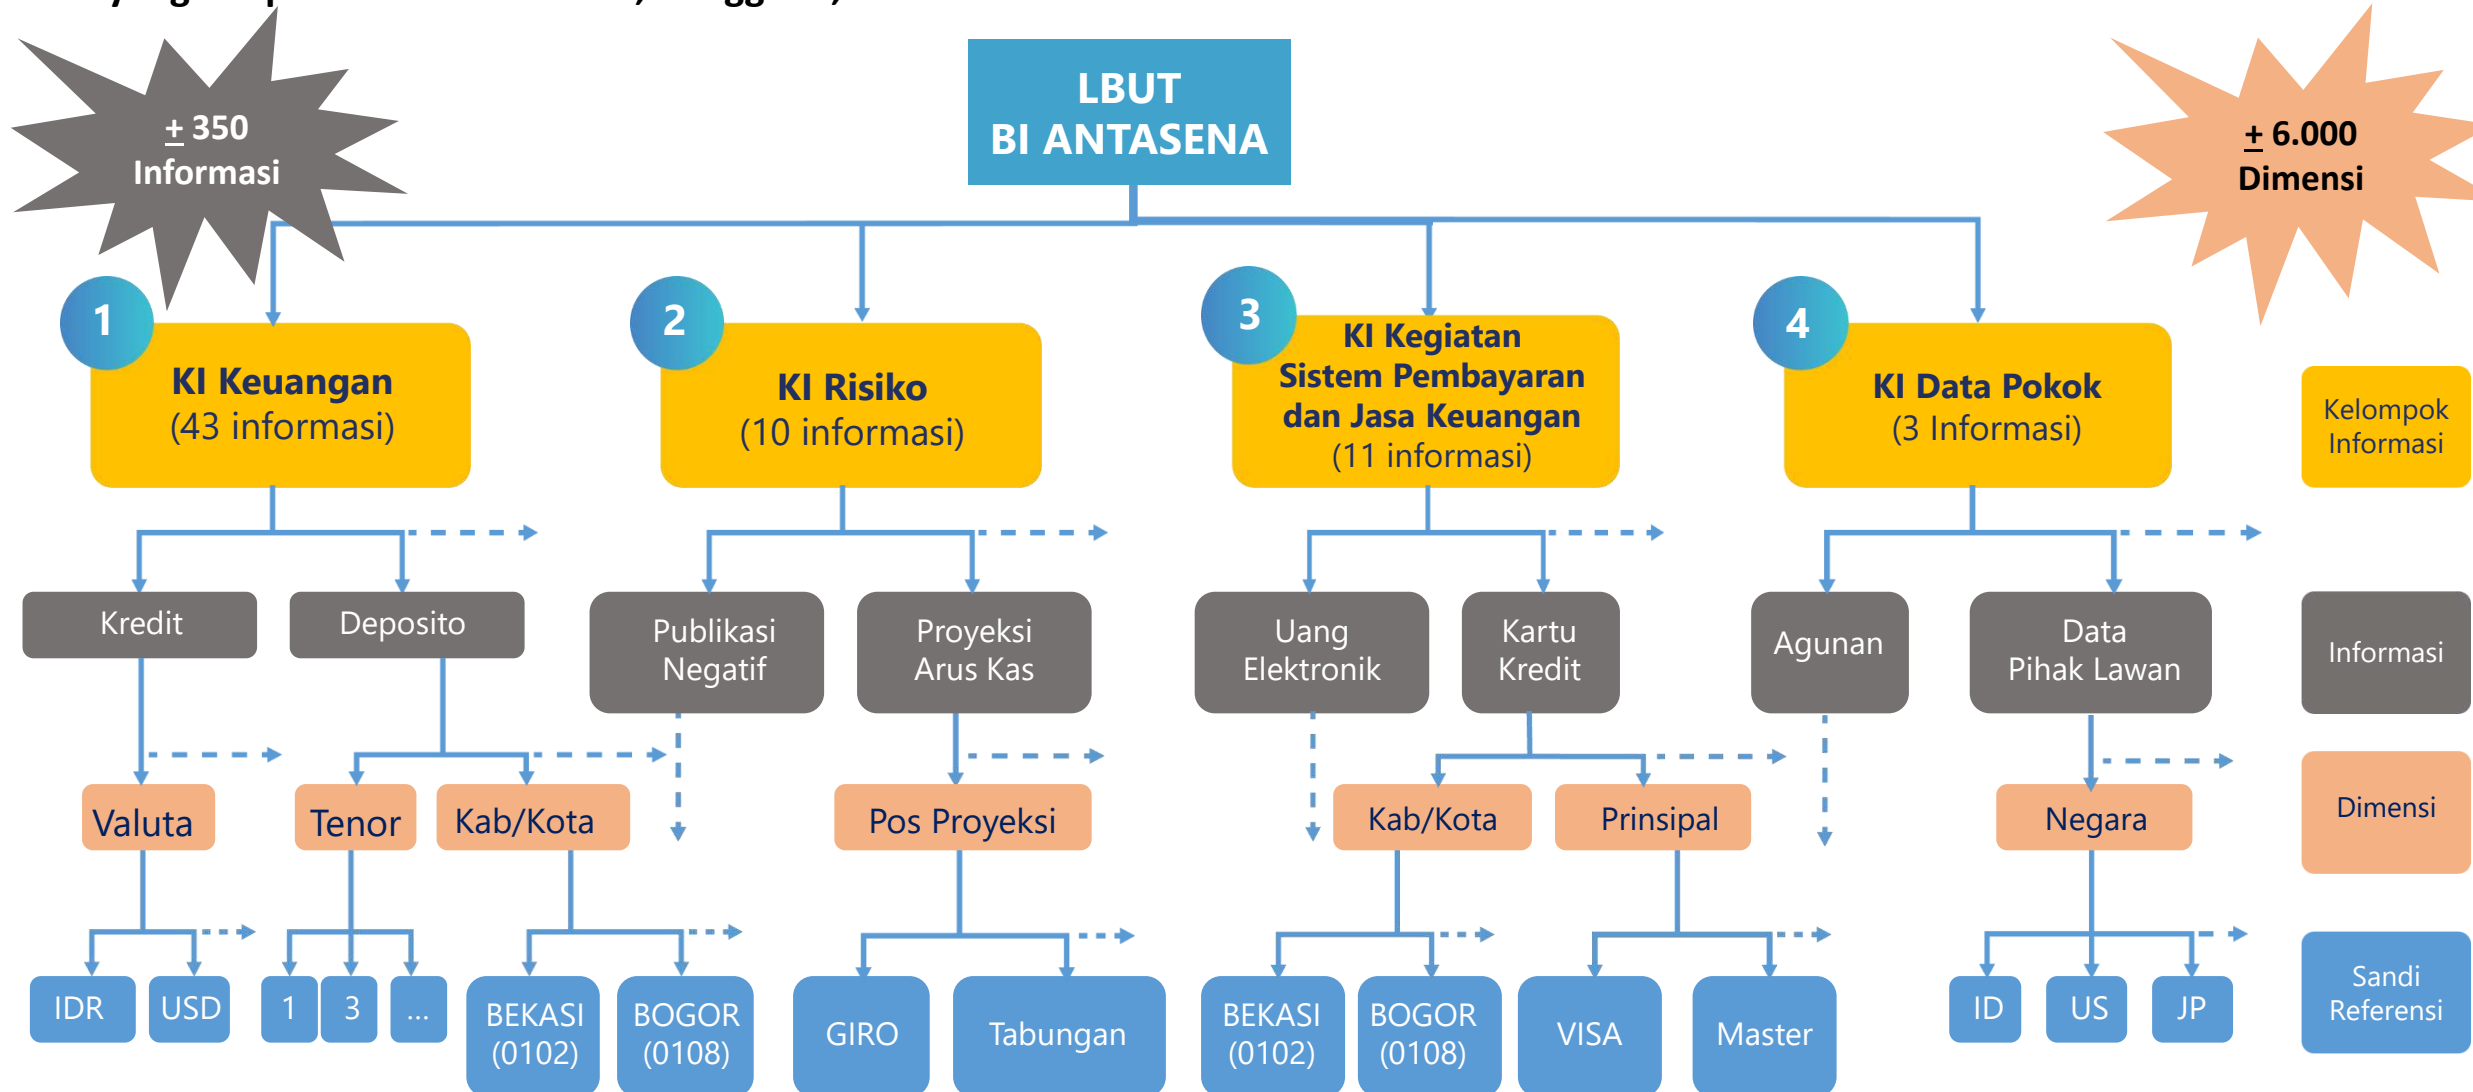 LBUT
BI ANTASENA
± 350
Informasi
± 6.000
Dimensi
1
KI Keuangan
(43 informasi)
2
KI Risiko
(10 informasi)
3
KI Kegiatan
Sistem Pembayaran
dan Jasa Keuangan
(11 informasi)
4
KI Data Pokok
(3 Informasi)
Kelompok
Informasi
Kredit
Deposito
Publikasi
Negatif
Proyeksi
Arus Kas
Uang
Elektronik
Kartu
Kredit
Agunan
Data
Pihak Lawan
Informasi
Valuta
Tenor
Kab/Kota
Pos Proyeksi
Kab/Kota
Prinsipal
Negara
Dimensi
IDR
USD
1
3
...
BEKASI
(0102)
BOGOR
(0108)
GIRO
Tabungan
BEKASI
(0102)
BOGOR
(0108)
VISA
Master
ID
US
JP
Sandi
Referensi